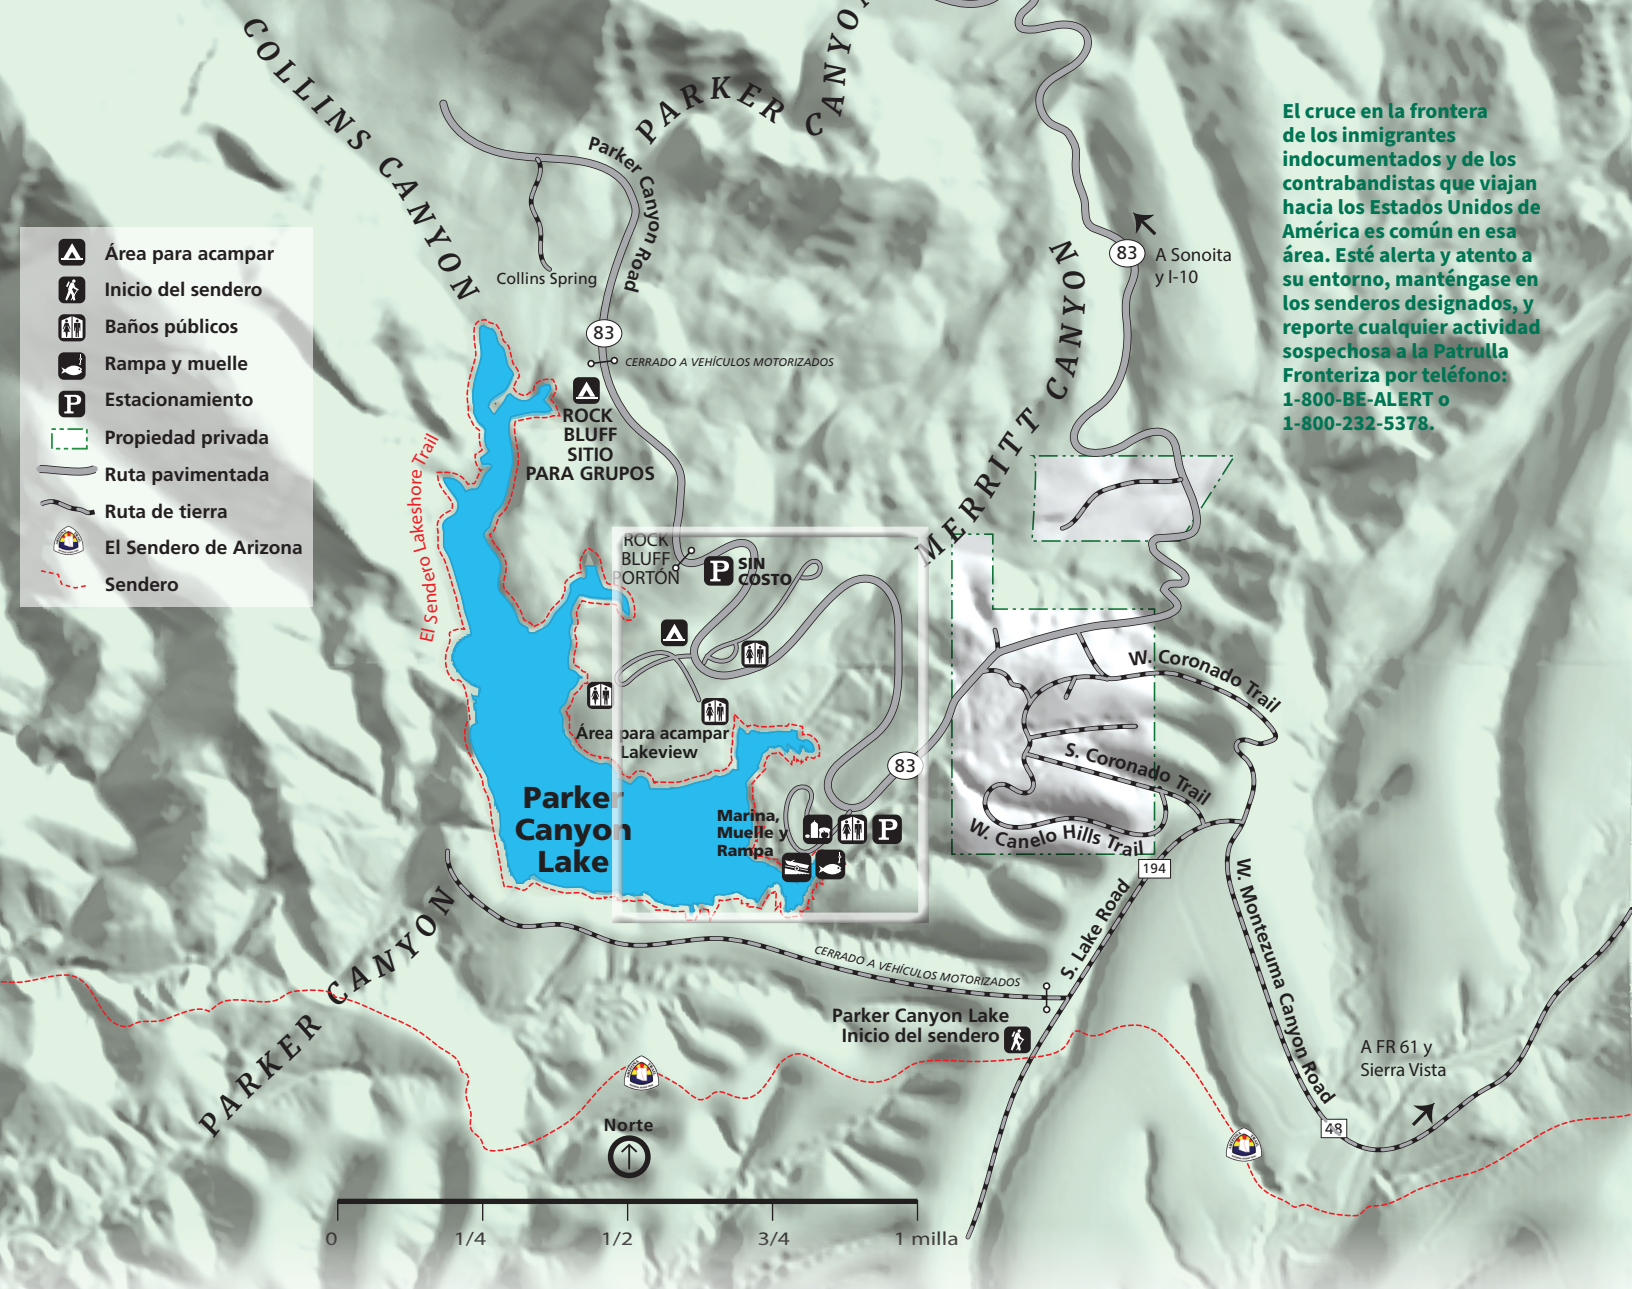 COLLINS CANYON
PARKER CANYON
Parker Canyon Road
Collins Spring
83
CERRADO A VEHÍCULOS MOTORIZADOS
ROCK
BLUFF
SITIO
PARA GRUPOS
El Sendero Lakeshore Trail
Área para acampar
Inicio del sendero
Baños públicos
Rampa y muelle
P
Estacionamiento
Propiedad privada
Ruta pavimentada
Ruta de tierra
El Sendero de Arizona
Sendero
83
A Sonoita
y I-10
MERRITT CANYON
El cruce en la frontera
de los inmigrantes
indocumentados y de los
contrabandistas que viajan
hacia los Estados Unidos de
América es común en esa
área. Esté alerta y atento a
su entorno, manténgase en
los senderos designados, y
reporte cualquier actividad
sospechosa a la Patrulla
Fronteriza por teléfono:
1-800-BE-ALERT o
1-800-232-5378.
ROCK
BLUFF
PORTÓN
P
SIN
COSTO
Área para acampar
Lakeview
Parker
Canyon
Lake
Marina,
Muelle y
Rampa
P
83
W. Coronado Trail
S. Coronado Trail
W. Canelo Hills Trail
194
S. Lake Road
W. Montezuma Canyon Road
PARKER CANYON
CERRADO A VEHÍCULOS MOTORIZADOS
Parker Canyon Lake
Inicio del sendero
A FR 61 y
Sierra Vista
48
Norte
0
1/4
1/2
3/4
1 milla